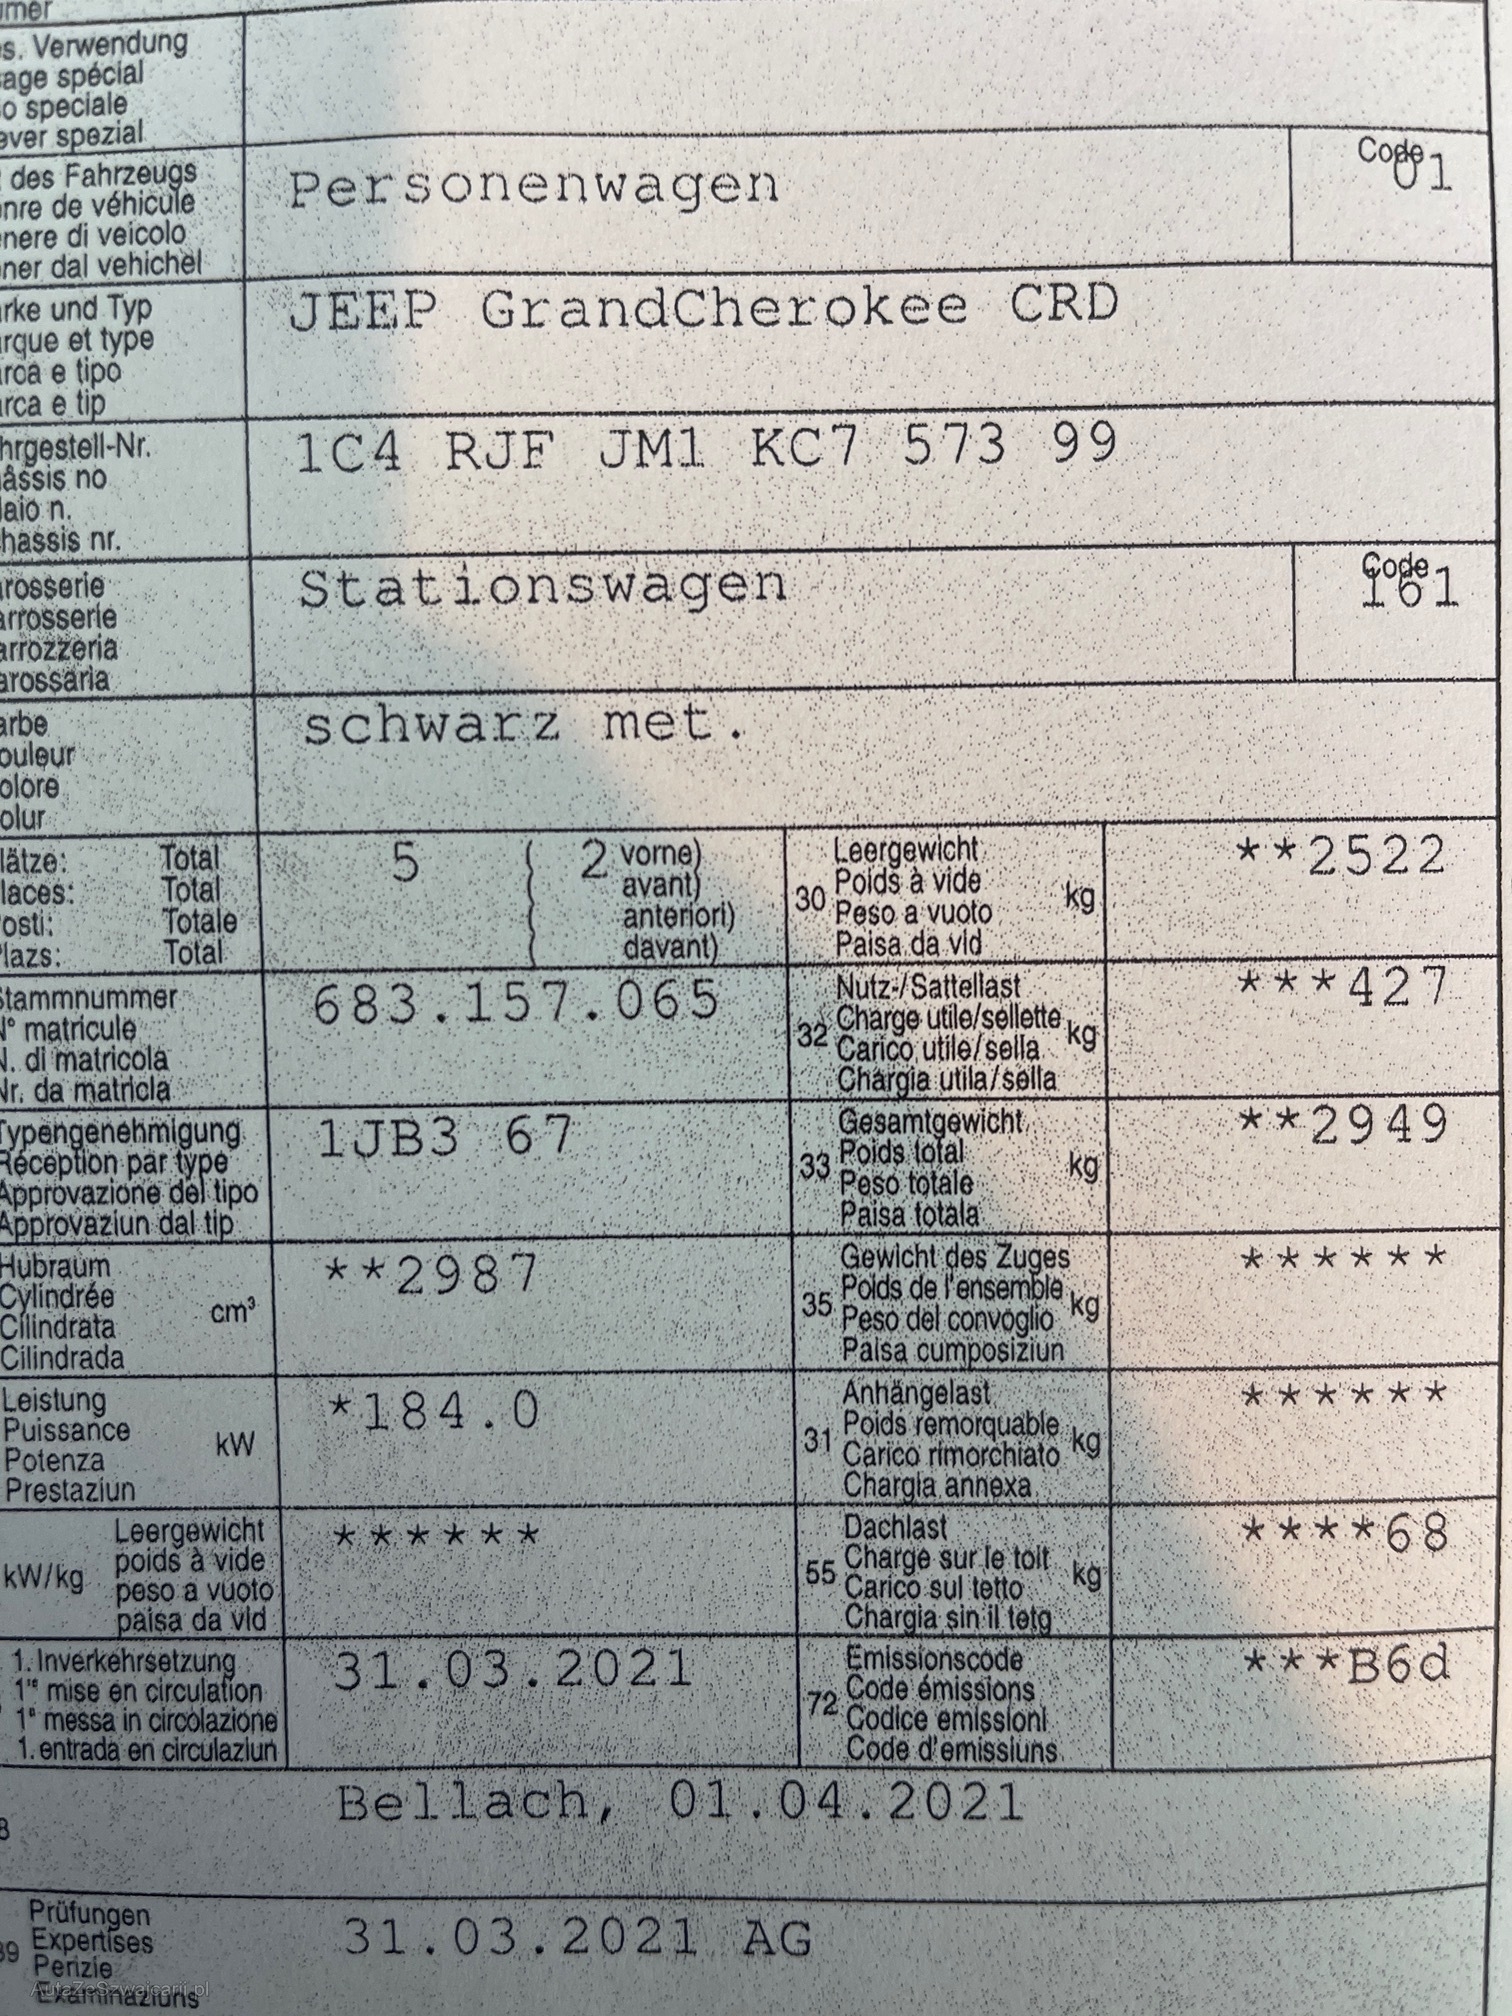 umer
s. Verwendung
age spécial
o speciale
ever spezial
des Fahrzeugs
nre de véhicule
nere di veicolo
ner dal vehichel
Personenwagen
Code
01
rke und Typ
rque et type
rca e tipo
rca e tip
JEEP GrandCherokee CRD
hrgestell-Nr.
hâssis no
laio n.
hassis nr.
1C4 RJF JM1 KC7 573 99
rosserie
arrosserie
arrozzeria
arossaria
Stationswagen
Code
161
arbe
ouleur
olore
olur
schwarz met.
lätze: Total 5 ( 2 vorne)
laces: Total avant)
osti: Totale anteriori)
lazs: Total davant)
30 Leergewicht
Poids à vide
Peso a vuoto
Paisa da vid
kg
**2522
Stammnummer
N° matricule
N. di matricola
Nr. da matricla
683.157.065
32 Nutz-/Sattellast
Charge utile/sellette
Carico utile/sella
Chargia utila/sella
kg
***427
Typengenehmigung
Réception par type
Approvazione del tipo
Approvaziun dal tip
1JB3 67
33 Gesamtgewicht
Poids total
Peso totale
Paisa totala
kg
**2949
Hubraum
Cylindrée
Cilindrata
Cilindrada
cm³
**2987
35 Gewicht des Zuges
Poids de l'ensemble
Peso del convoglio
Paisa cumposiziun
kg
******
Leistung
Puissance
Potenza
Prestaziun
kW
*184.0
31 Anhängelast
Poids remorquable
Carico rimorchiato
Chargia annexa
kg
******
kW/kg
Leergewicht
poids à vide
peso a vuoto
paisa da vid
******
55 Dachlast
Charge sur le toit
Carico sul tetto
Chargia sin il tetg
kg
****68
1. Inverkehrsetzung
1re mise en circulation
1a messa in circolazione
1. entrada en circulaziun
31.03.2021
72 Emissionscode
Code émissions
Codice emissioni
Code d'emissiuns
***B6d
Bellach, 01.04.2021
39 Prüfungen
Expertises
Perizie
Examinaziuns
31.03.2021 AG
AutaZeSzwajcarii.pl